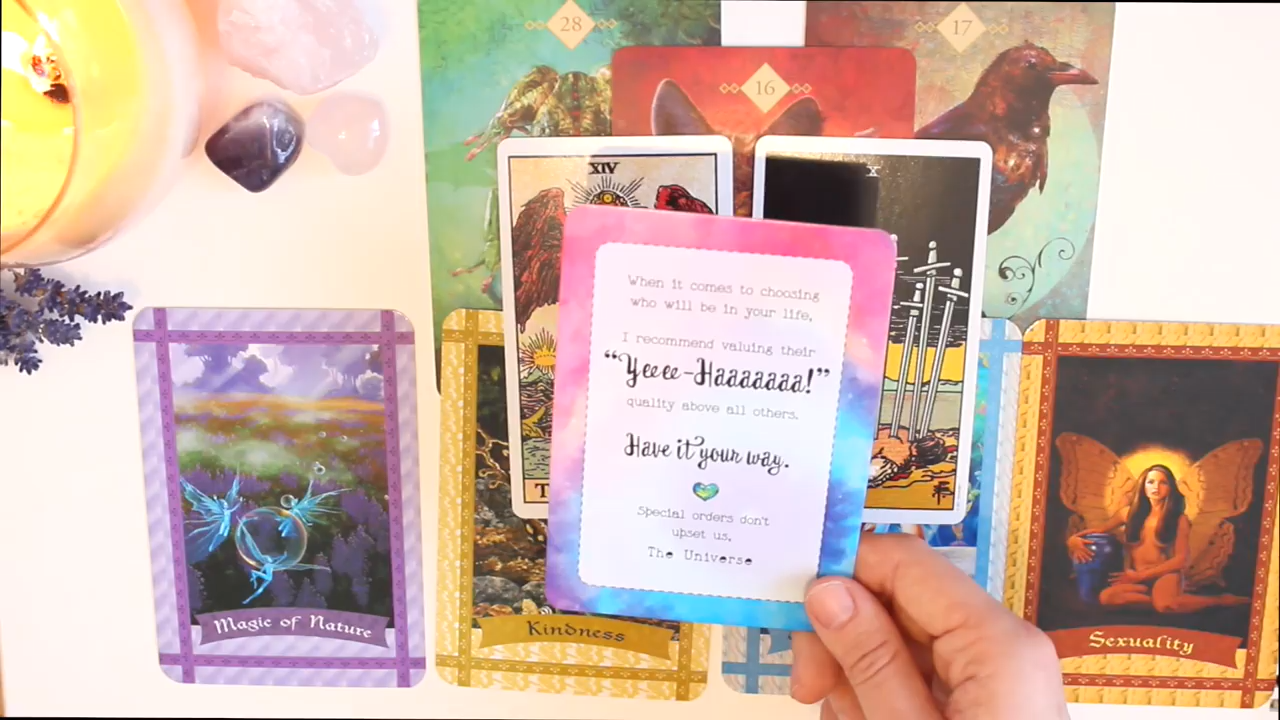 28
17
16
XIV
X
When it comes to choosing
who will be in your life,
I recommend valuing their
“Yeeee-Haaaaaaa!”
quality above all others.
Have it your way.
Special orders don't
upset us,
The Universe
T
Magic of Nature
Kindness
Sexuality